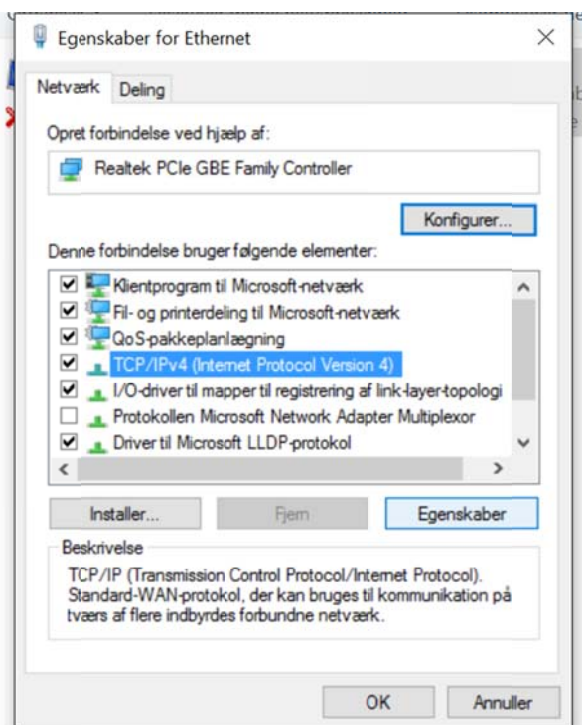 Egenskaber for Ethernet
Netværk Deling
Opret forbindelse ved hjælp af:
Realtek PCIe GBE Family Controller
Konfigurer...
Denne forbindelse bruger følgende elementer:
Klientprogram til Microsoft-netværk
Fil- og printerdeling til Microsoft-netværk
QoS-pakkeplanlægning
TCP/IPv4 (Internet Protocol Version 4)
I/O-driver til mapper til registrering af link-layer-topologi
Protokollen Microsoft Network Adapter Multiplexor
Driver til Microsoft LLDP-protokol
Installer... Fjern Egenskaber
Beskrivelse
TCP/IP (Transmission Control Protocol/Internet Protocol).
Standard-WAN-protokol, der kan bruges til kommunikation på
tværs af flere indbyrdes forbundne netværk.
OK Annuller